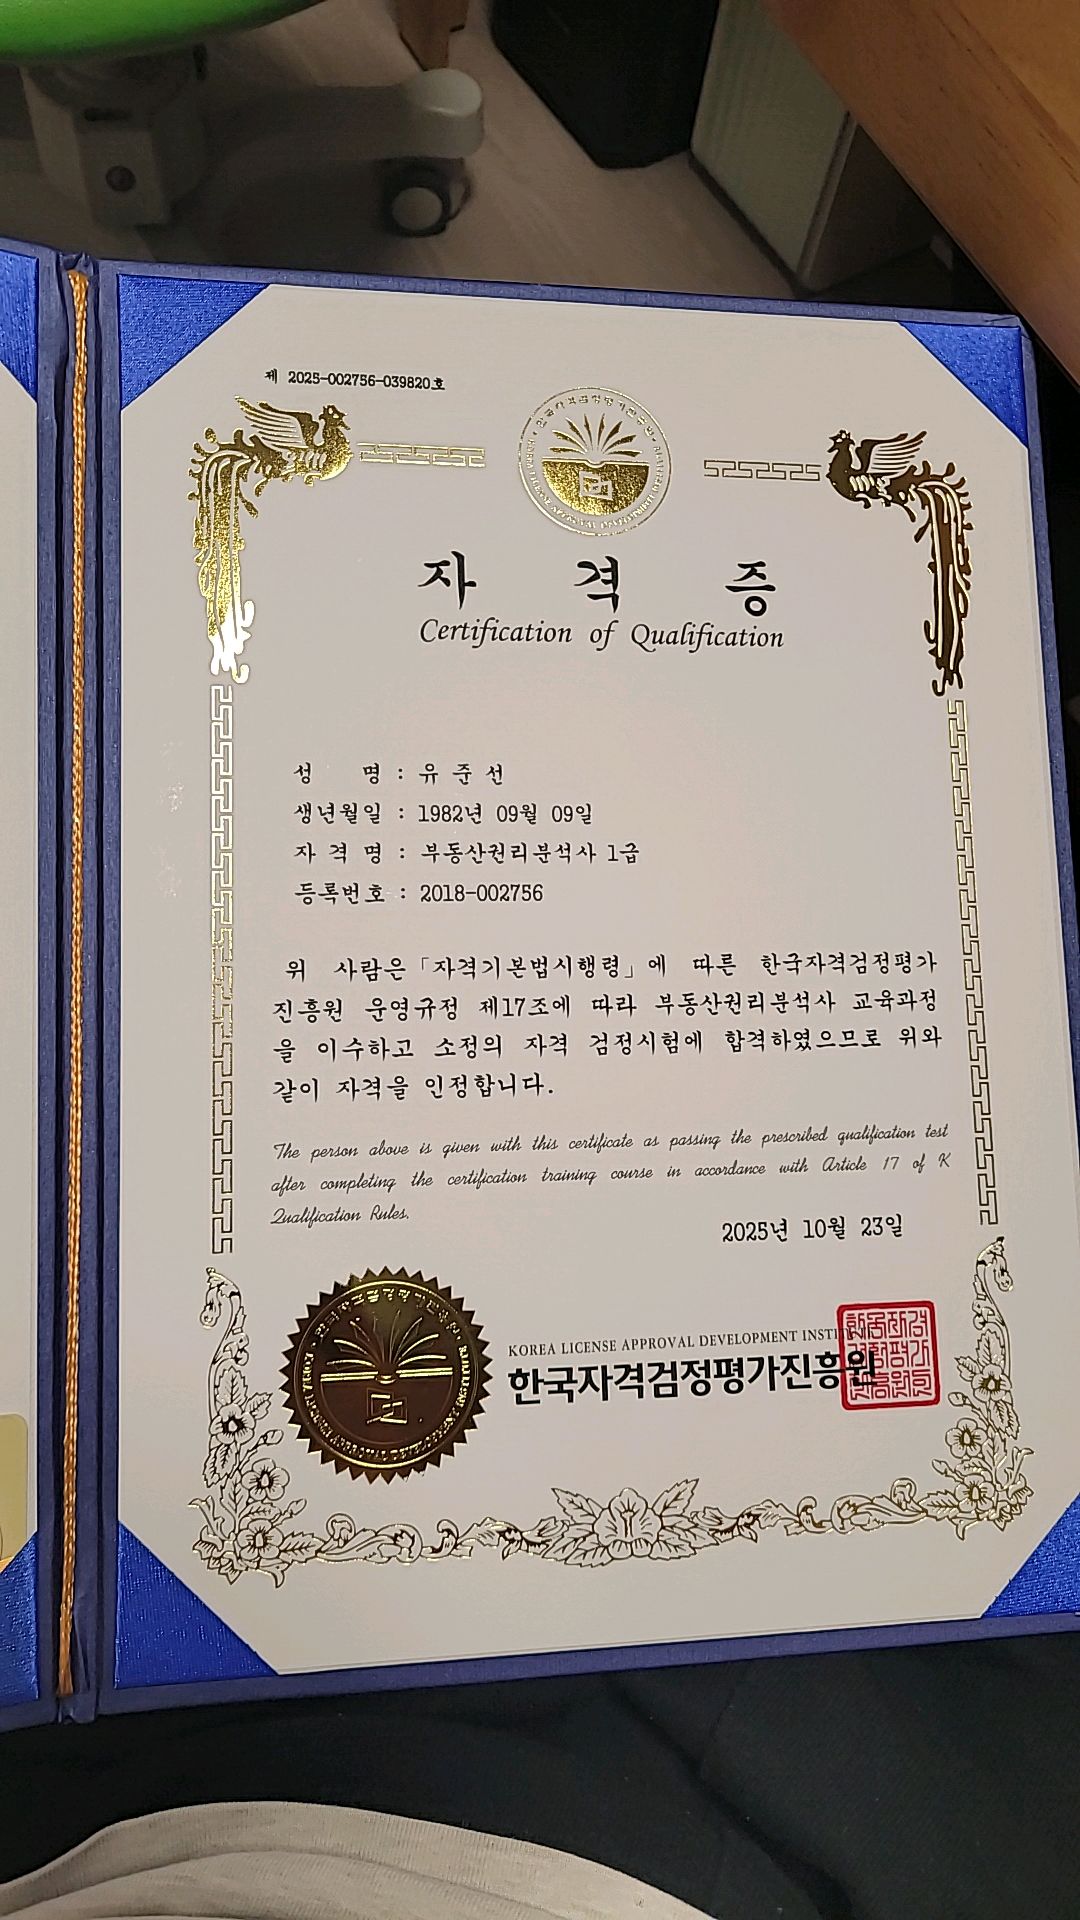 제 2025-002756-039820호
자 격 증
Certification of Qualification
성 명 : 유 준 선
생년월일 : 1982년 09월 09일
자 격 명 : 부동산권리분석사 1급
등록번호 : 2018-002756
위 사람은 「자격기본법시행령」에 따른 한국자격검정평가
진흥원 운영규정 제17조에 따라 부동산권리분석사 교육과정
을 이수하고 소정의 자격 검정시험에 합격하였으므로 위와
같이 자격을 인정합니다.
The person above is given with this certificate as passing the prescribed qualification test
after completing the certification training course in accordance with Article 17 of K
Qualification Rules.
2025년 10월 23일
KOREA LICENSE APPROVAL DEVELOPMENT
한국자격검정평가진흥원